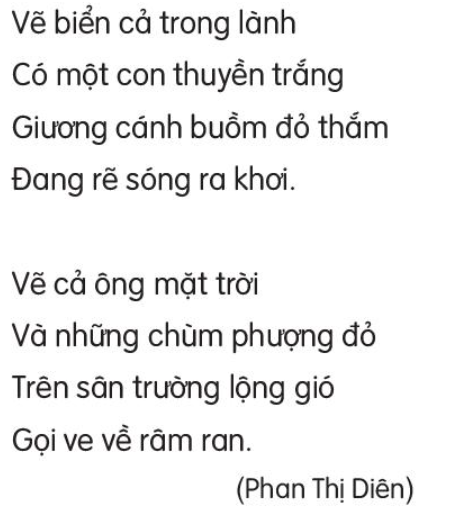 Vẽ biển cả trong lành
Có một con thuyền trắng
Giương cánh buồm đỏ thắm
Đang rẽ sóng ra khơi.
Vẽ cả ông mặt trời
Và những chùm phượng đỏ
Trên sân trường lộng gió
Gọi ve về râm ran.
(Phan Thị Diên)